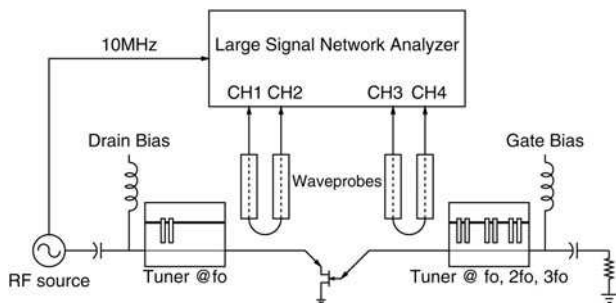 Large Signal Network Analyzer
10MHz
CH1 CH2 CH3 CH4
Drain Bias
Gate Bias
Waveprobes
RF source
Tuner @fo
Tuner @ fo, 2fo, 3fo